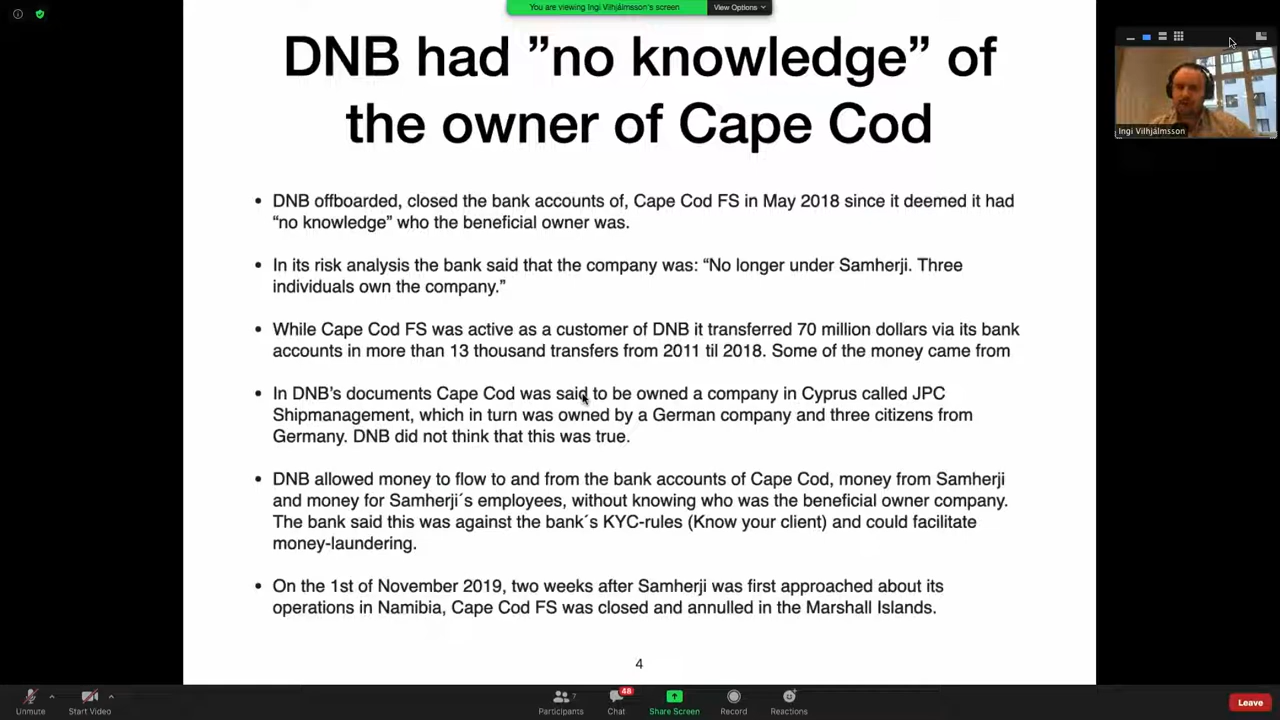 You are viewing Ingi Vilhjálmsson's screen
View Options
DNB had ”no knowledge” of
the owner of Cape Cod
• DNB offboarded, closed the bank accounts of, Cape Cod FS in May 2018 since it deemed it had
“no knowledge” who the beneficial owner was.
• In its risk analysis the bank said that the company was: “No longer under Samherji. Three
individuals own the company.”
• While Cape Cod FS was active as a customer of DNB it transferred 70 million dollars via its bank
accounts in more than 13 thousand transfers from 2011 til 2018. Some of the money came from
• In DNB’s documents Cape Cod was said to be owned a company in Cyprus called JPC
Shipmanagement, which in turn was owned by a German company and three citizens from
Germany. DNB did not think that this was true.
• DNB allowed money to flow to and from the bank accounts of Cape Cod, money from Samherji
and money for Samherji´s employees, without knowing who was the beneficial owner company.
The bank said this was against the bank´s KYC-rules (Know your client) and could facilitate
money-laundering.
• On the 1st of November 2019, two weeks after Samherji was first approached about its
operations in Namibia, Cape Cod FS was closed and annulled in the Marshall Islands.
4
Ingi Vilhjálmsson
Unmute
Start Video
Participants
7
Chat
48
Share Screen
Record
Reactions
Leave